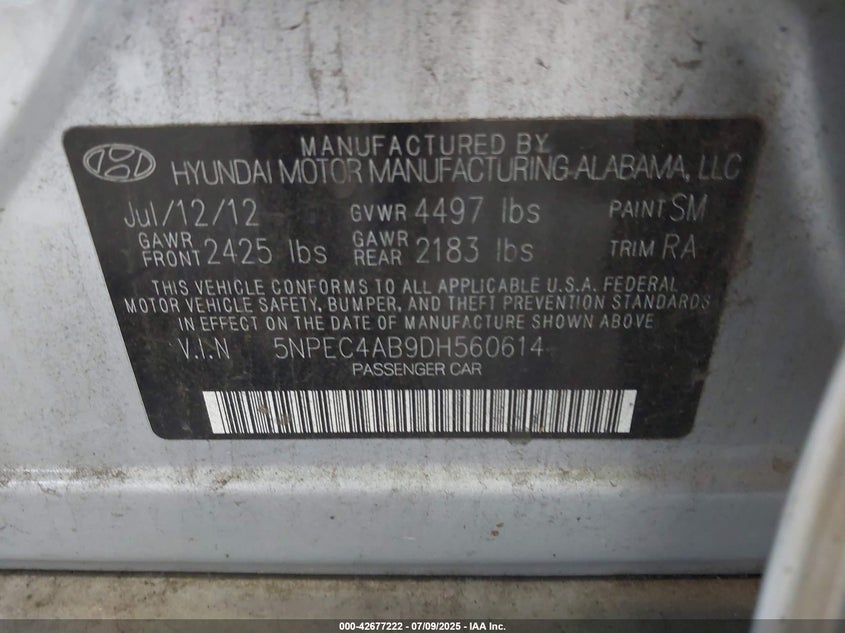 MANUFACTURED BY
HYUNDAI MOTOR MANUFACTURING ALABAMA, LLC
Jul/12/12 GVWR 4497 lbs PAINT SM
GAWR FRONT 2425 lbs GAWR REAR 2183 lbs TRIM RA
THIS VEHICLE CONFORMS TO ALL APPLICABLE U.S.A. FEDERAL
MOTOR VEHICLE SAFETY, BUMPER, AND THEFT PREVENTION STANDARDS
IN EFFECT ON THE DATE OF MANUFACTURE SHOWN ABOVE
V.I.N 5NPEC4AB9DH560614
PASSENGER CAR
000-42677222 - 07/09/2025 - IAA Inc.